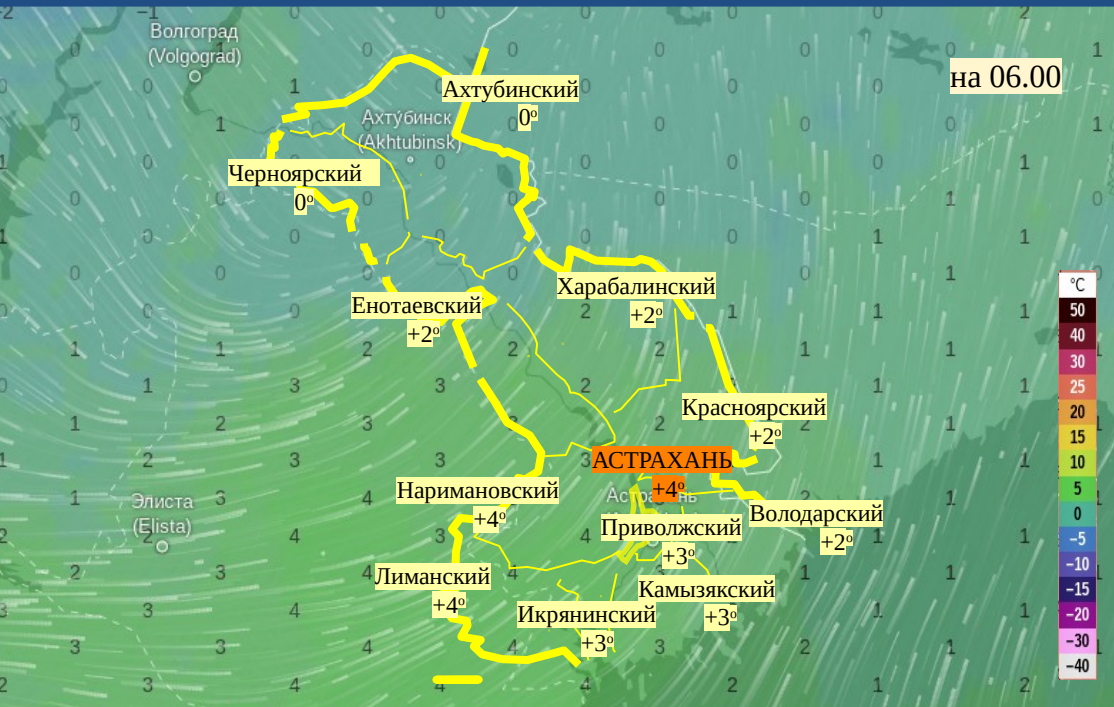 Волгоград
(Volgograd)
на 06.00
Ахтубинский
0º
Ахту́бинск
(Akhtubinsk)
Черноярский
0º
Харабалинский
+2º
Енотаевский
+2º
°C
50
40
30
25
20
15
10
5
0
−5
−10
−15
−20
−30
−40
Красноярский
+2º
АСТРАХАНЬ
+4º
Наримановский
+4º
Элиста
(Elista)
Володарский
+2º
Приволжский
+3º
Лиманский
+4º
Камызякский
+3º
Икрянинский
+3º